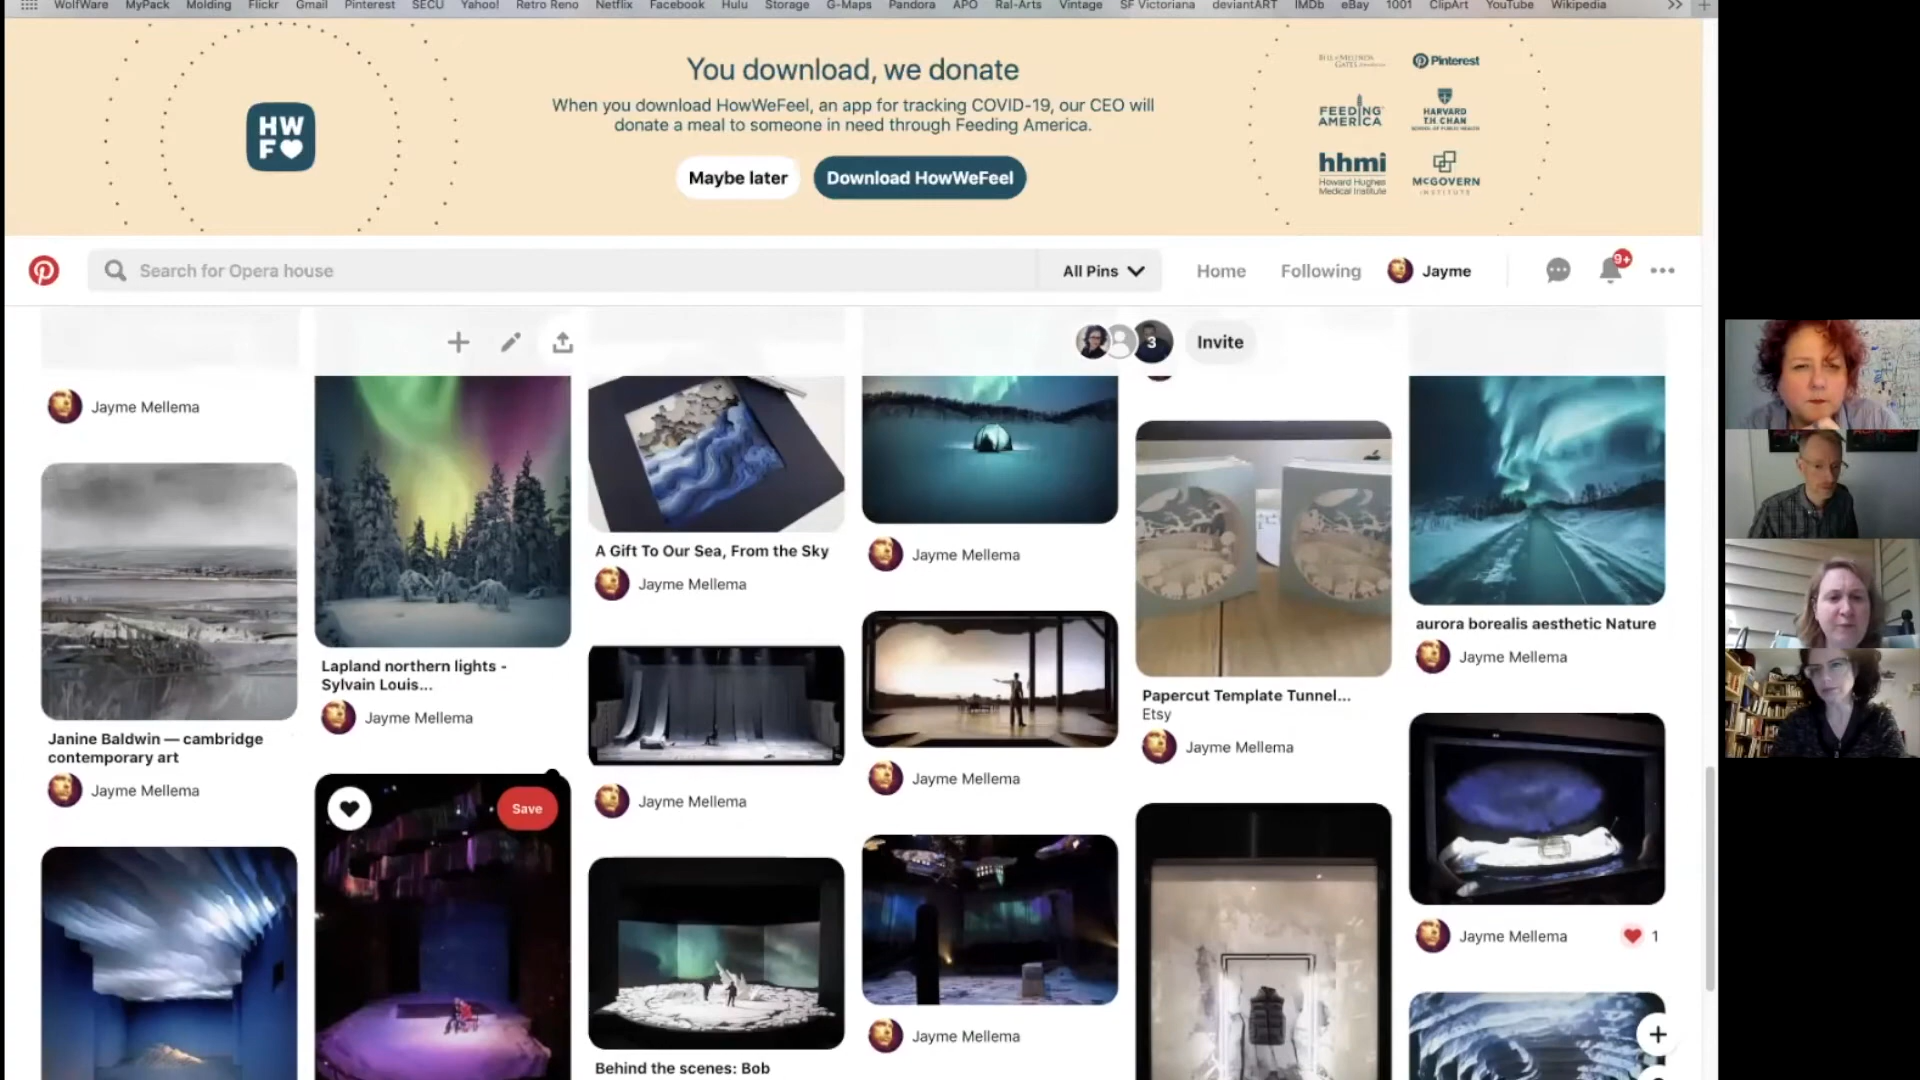 WolfWare MyPack Molding Flickr Gmail Pinterest SECU Yahoo! Retro Reno Netflix Facebook Hulu Storage G-Maps Pandora APO Ral-Arts Vintage SF Victoriana deviantART IMDb eBay 1001 ClipArt YouTube Wikipedia
HW
F
You download, we donate
When you download HowWeFeel, an app for tracking COVID-19, our CEO will
donate a meal to someone in need through Feeding America.
Maybe later
Download HowWeFeel
Pinterest
FEEDING
AMERICA
HARVARD
T.H. CHAN
SCHOOL OF PUBLIC HEALTH
hhmi
Howard Hughes
Medical Institute
McGOVERN
INSTITUTE
Search for Opera house
All Pins
Home
Following
Jayme
9+
3
Invite
Jayme Mellema
Janine Baldwin — cambridge
contemporary art
Jayme Mellema
Lapland northern lights -
Sylvain Louis...
Jayme Mellema
Save
A Gift To Our Sea, From the Sky
Jayme Mellema
Jayme Mellema
Behind the scenes: Bob
Jayme Mellema
Jayme Mellema
Jayme Mellema
Papercut Template Tunnel...
Etsy
Jayme Mellema
aurora borealis aesthetic Nature
Jayme Mellema
Jayme Mellema
1